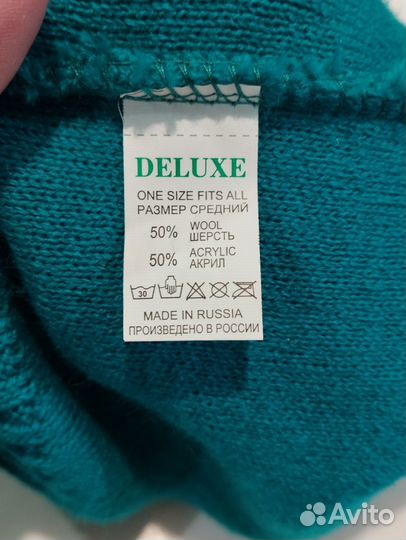 DELUXE
ONE SIZE FITS ALL
РАЗМЕР СРЕДНИЙ
50% WOOL
ШЕРСТЬ
50% ACRYLIC
АКРИЛ
30
MADE IN RUSSIA
ПРОИЗВЕДЕНО В РОССИИ
Avito